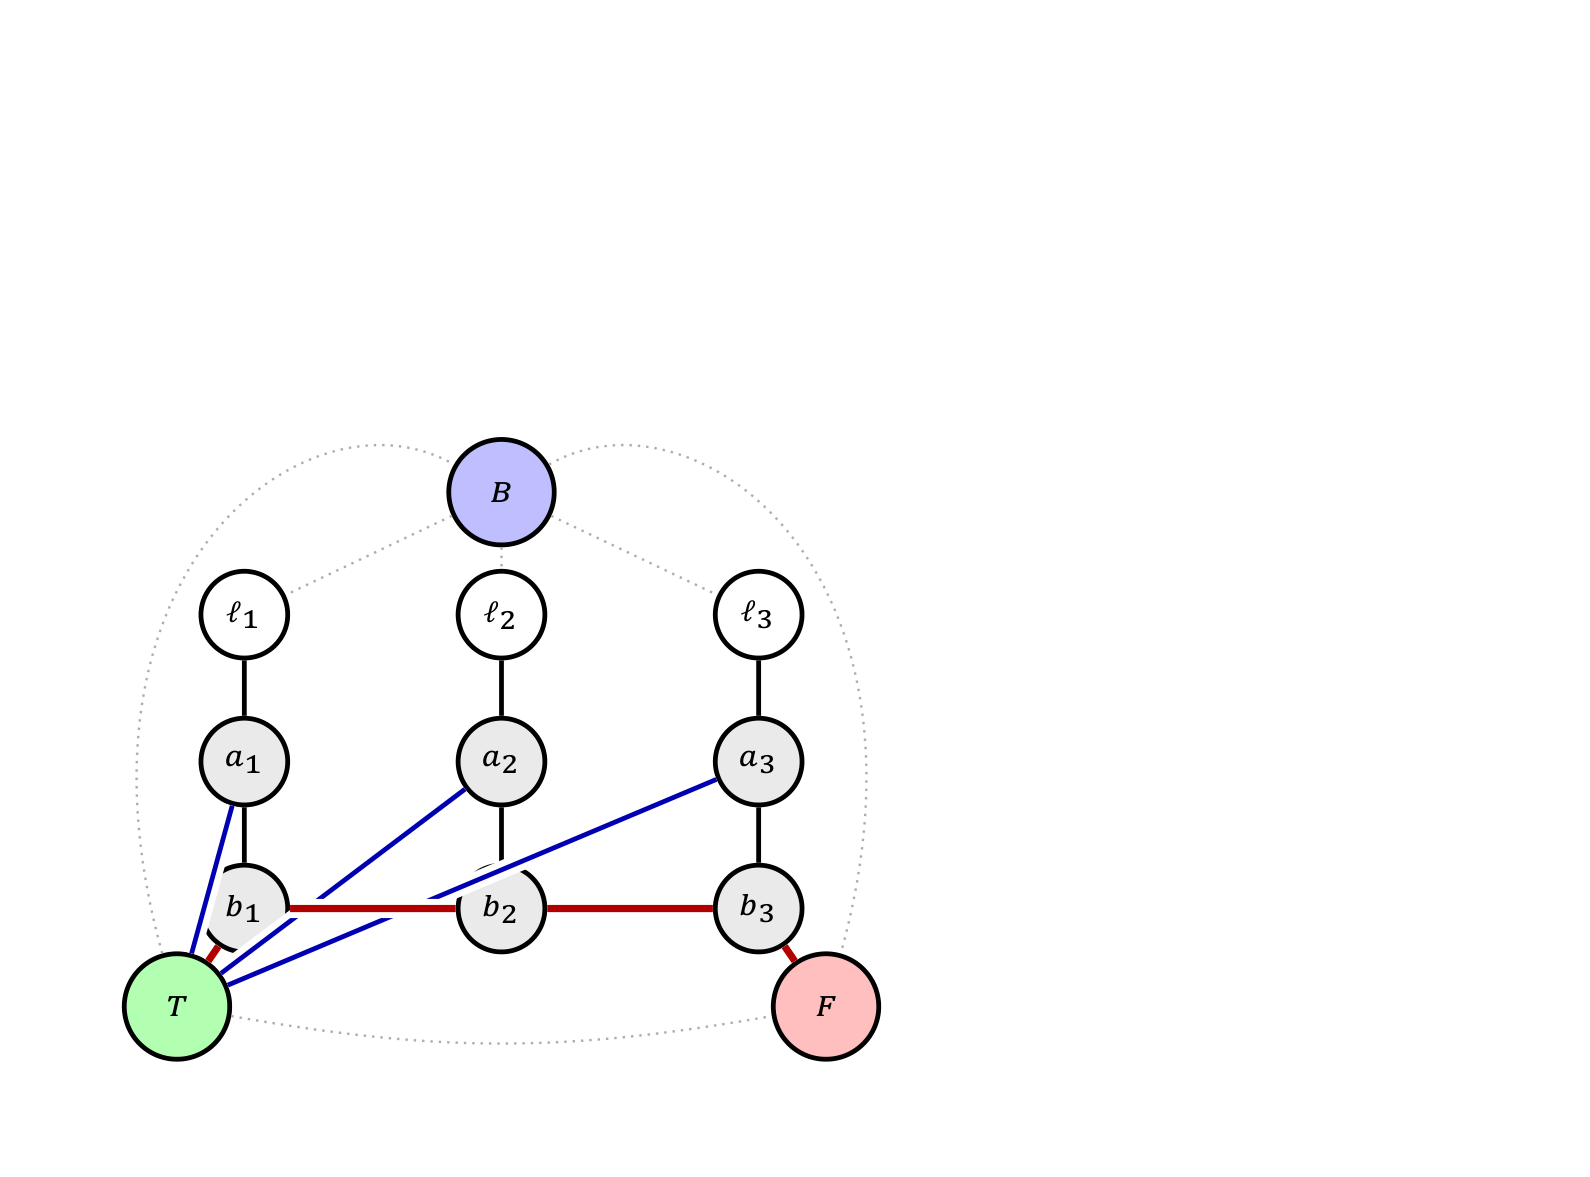 B
ℓ1 ℓ2 ℓ3
a1 a2 a3
b1 b2 b3
T F